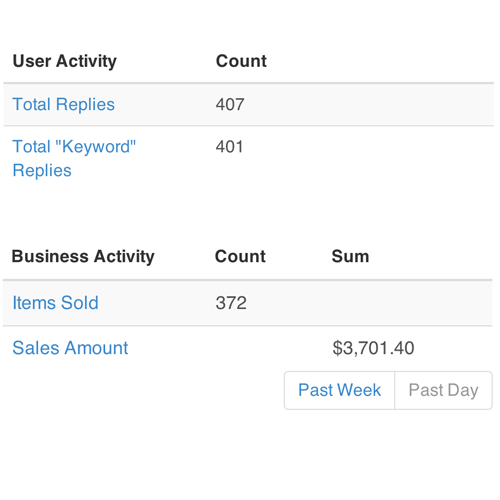 User Activity Count
Total Replies 407
Total "Keyword" 401
Replies
Business Activity Count Sum
Items Sold 372
Sales Amount $3,701.40
Past Week Past Day